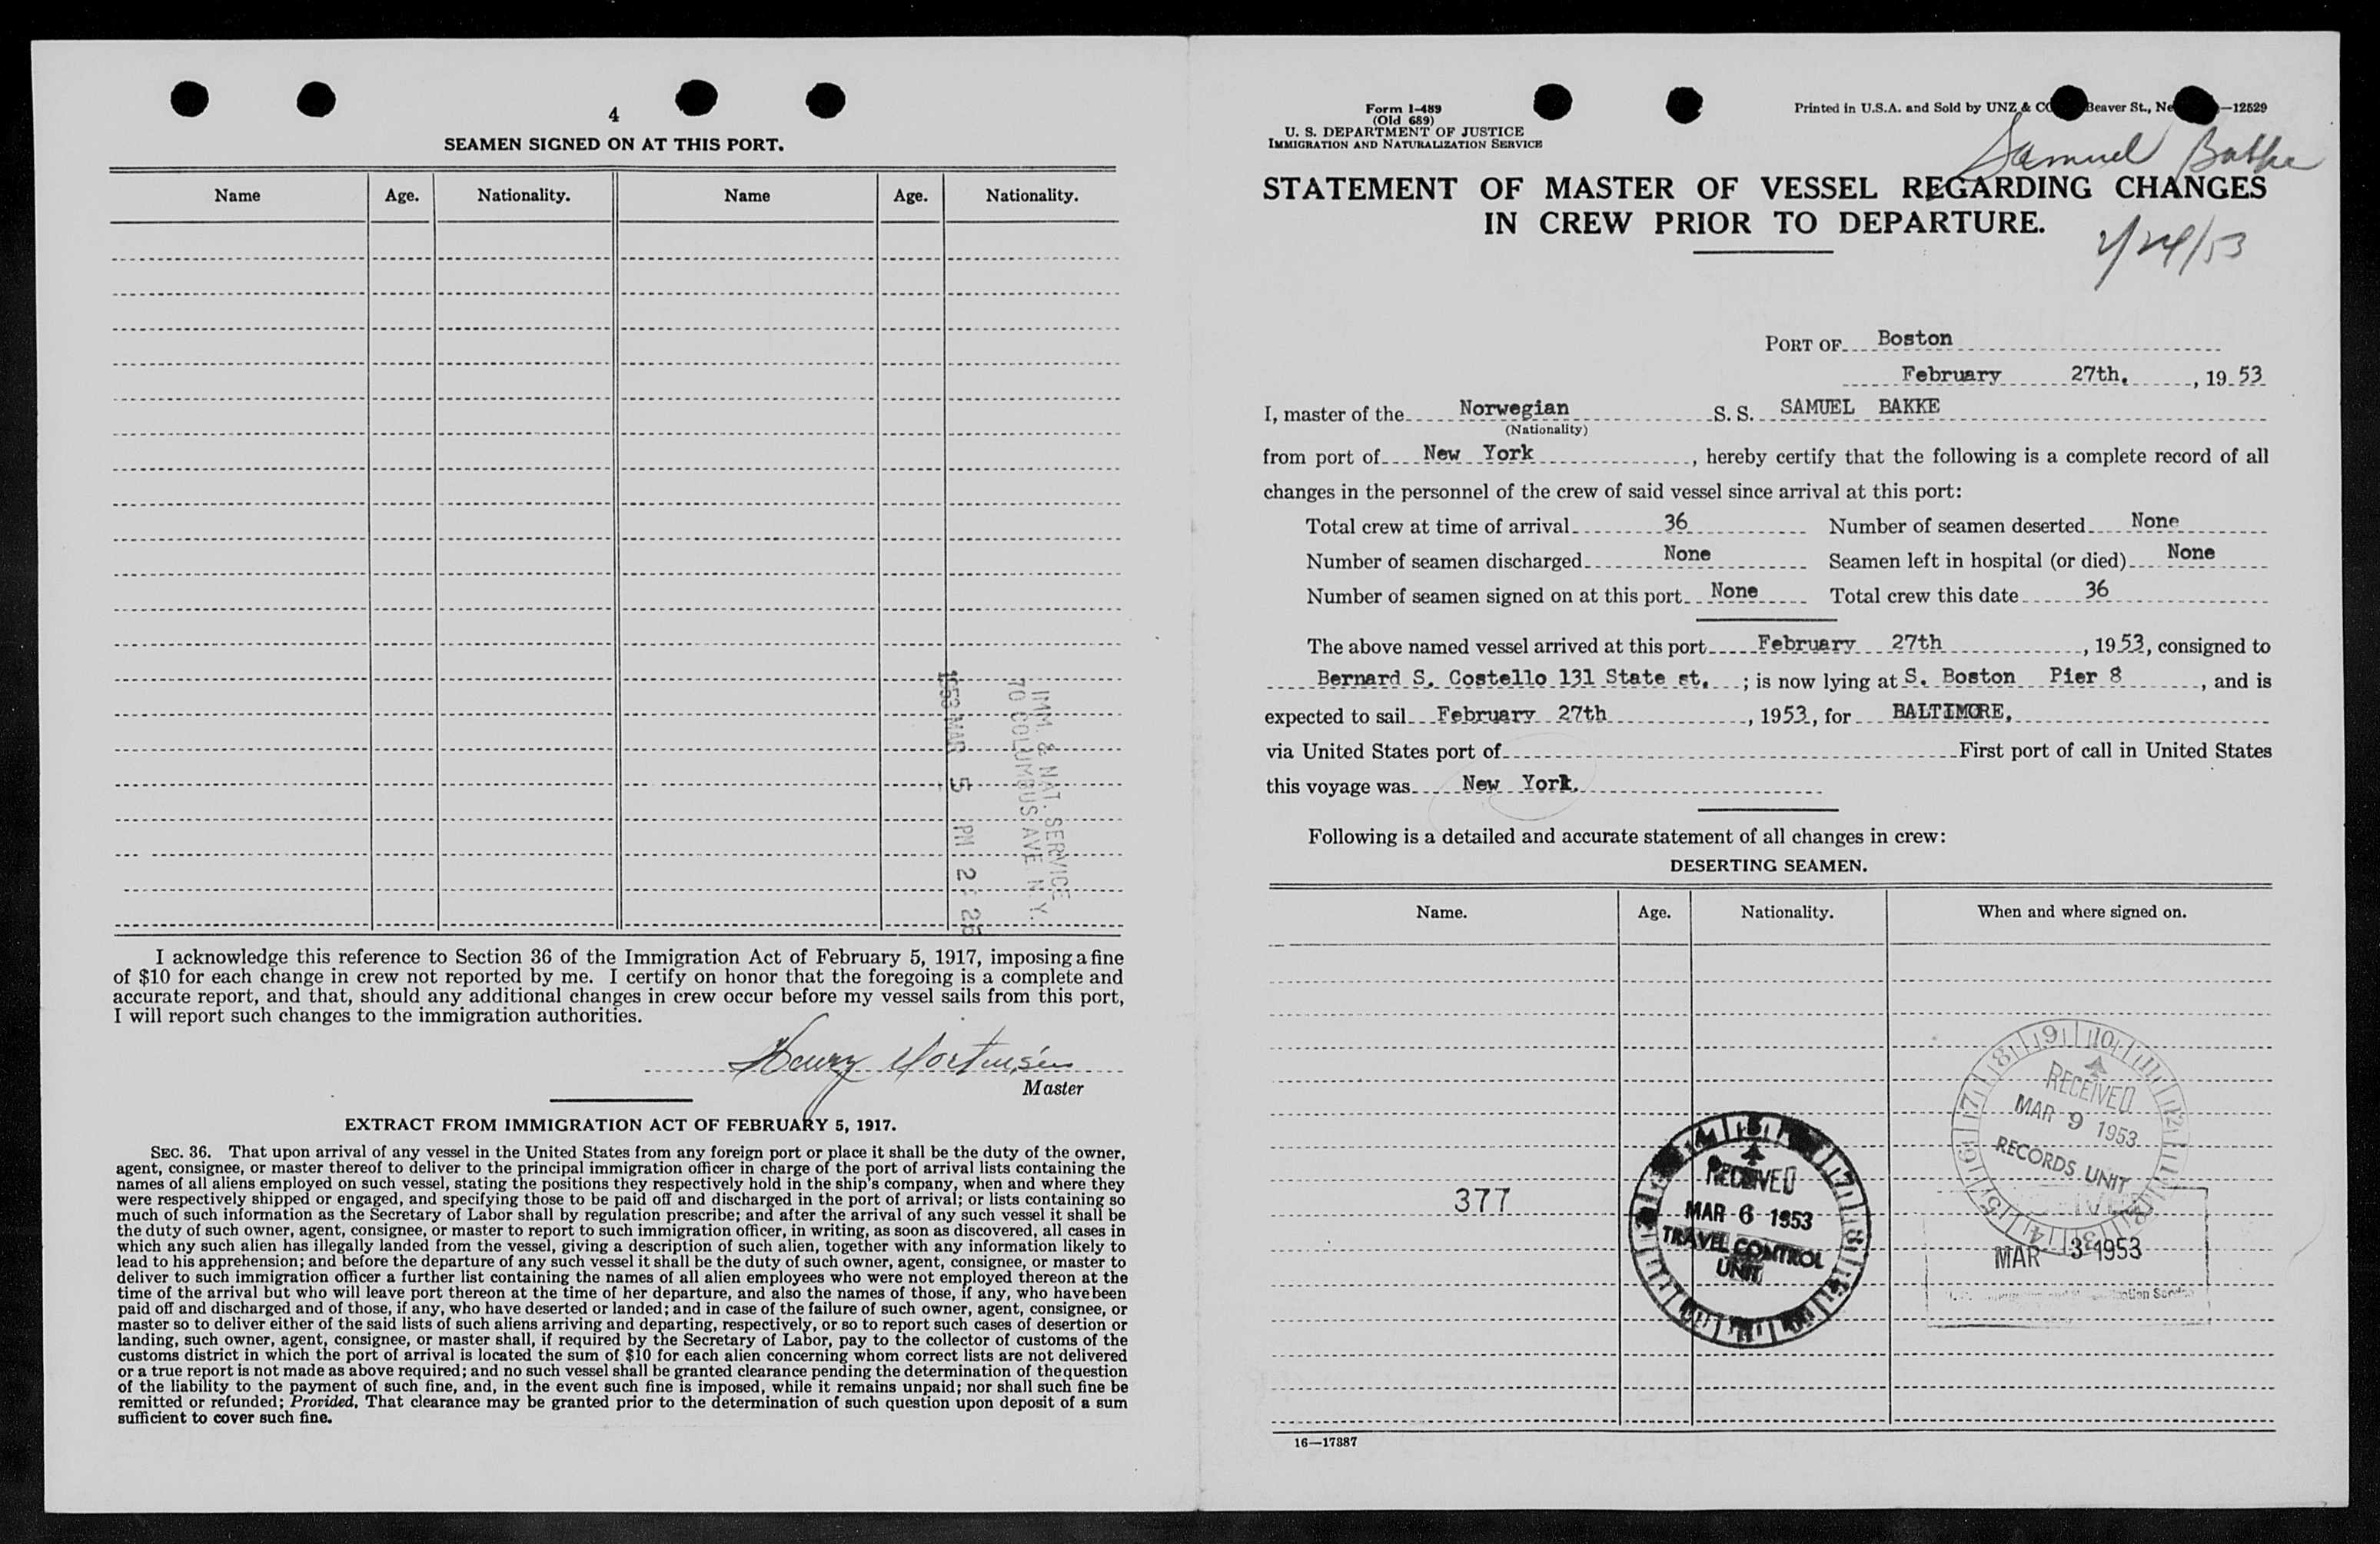 4
SEAMEN SIGNED ON AT THIS PORT.
Name Age. Nationality. Name Age. Nationality.
IMM. & NAT. SERVICE
70 COLUMBUS AVE N.Y.
1953 MAR 5 PM 2 26
I acknowledge this reference to Section 36 of the Immigration Act of February 5, 1917, imposing a fine
of $10 for each change in crew not reported by me. I certify on honor that the foregoing is a complete and
accurate report, and that, should any additional changes in crew occur before my vessel sails from this port,
I will report such changes to the immigration authorities.
Henry Mortensen
Master
EXTRACT FROM IMMIGRATION ACT OF FEBRUARY 5, 1917.
SEC. 36. That upon arrival of any vessel in the United States from any foreign port or place it shall be the duty of the owner,
agent, consignee, or master thereof to deliver to the principal immigration officer in charge of the port of arrival lists containing the
names of all aliens employed on such vessel, stating the positions they respectively hold in the ship's company, when and where they
were respectively shipped or engaged, and specifying those to be paid off and discharged in the port of arrival; or lists containing so
much of such information as the Secretary of Labor shall by regulation prescribe; and after the arrival of any such vessel it shall be
the duty of such owner, agent, consignee, or master to report to such immigration officer, in writing, as soon as discovered, all cases in
which any such alien has illegally landed from the vessel, giving a description of such alien, together with any information likely to
lead to his apprehension; and before the departure of any such vessel it shall be the duty of such owner, agent, consignee, or master to
deliver to such immigration officer a further list containing the names of all alien employees who were not employed thereon at the
time of the arrival but who will leave port thereon at the time of her departure, and also the names of those, if any, who have been
paid off and discharged and of those, if any, who have deserted or landed; and in case of the failure of such owner, agent, consignee, or
master so to deliver either of the said lists of such aliens arriving and departing, respectively, or so to report such cases of desertion or
landing, such owner, agent, consignee, or master shall, if required by the Secretary of Labor, pay to the collector of customs of the
customs district in which the port of arrival is located the sum of $10 for each alien concerning whom correct lists are not delivered
or a true report is not made as above required; and no such vessel shall be granted clearance pending the determination of the question
of the liability to the payment of such fine, and, in the event such fine is imposed, while it remains unpaid; nor shall such fine be
remitted or refunded; Provided, That clearance may be granted prior to the determination of such question upon deposit of a sum
sufficient to cover such fine.
Form I-489
(Old 689)
U. S. DEPARTMENT OF JUSTICE
IMMIGRATION AND NATURALIZATION SERVICE
Printed in U.S.A. and Sold by UNZ & CO Beaver St., Ne —12529
Samuel Bakke
STATEMENT OF MASTER OF VESSEL REGARDING CHANGES
IN CREW PRIOR TO DEPARTURE.
2/24/53
PORT OF Boston
February 27th, , 1953
I, master of the Norwegian S. S. SAMUEL BAKKE
(Nationality)
from port of New York , hereby certify that the following is a complete record of all
changes in the personnel of the crew of said vessel since arrival at this port:
Total crew at time of arrival 36 Number of seamen deserted None
Number of seamen discharged None Seamen left in hospital (or died) None
Number of seamen signed on at this port None Total crew this date 36
The above named vessel arrived at this port February 27th , 1953, consigned to
Bernard S. Costello 131 State st. ; is now lying at S. Boston Pier 8 , and is
expected to sail February 27th , 1953, for BALTIMORE,
via United States port of First port of call in United States
this voyage was New York.
Following is a detailed and accurate statement of all changes in crew:
DESERTING SEAMEN.
Name. Age. Nationality. When and where signed on.
RECEIVED
MAR 9 1953
RECORDS UNIT
377
RECEIVED
MAR 6 1953
TRAVEL CONTROL
UNIT
MAR 3 1953
16—17387